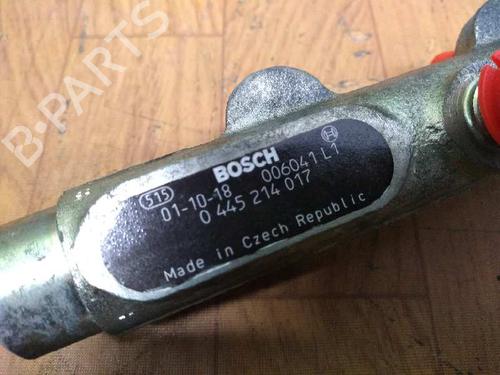 B-PARTS
BOSCH
515
01-10-18 006041 L1
0 445 214 017
Made in Czech Republic